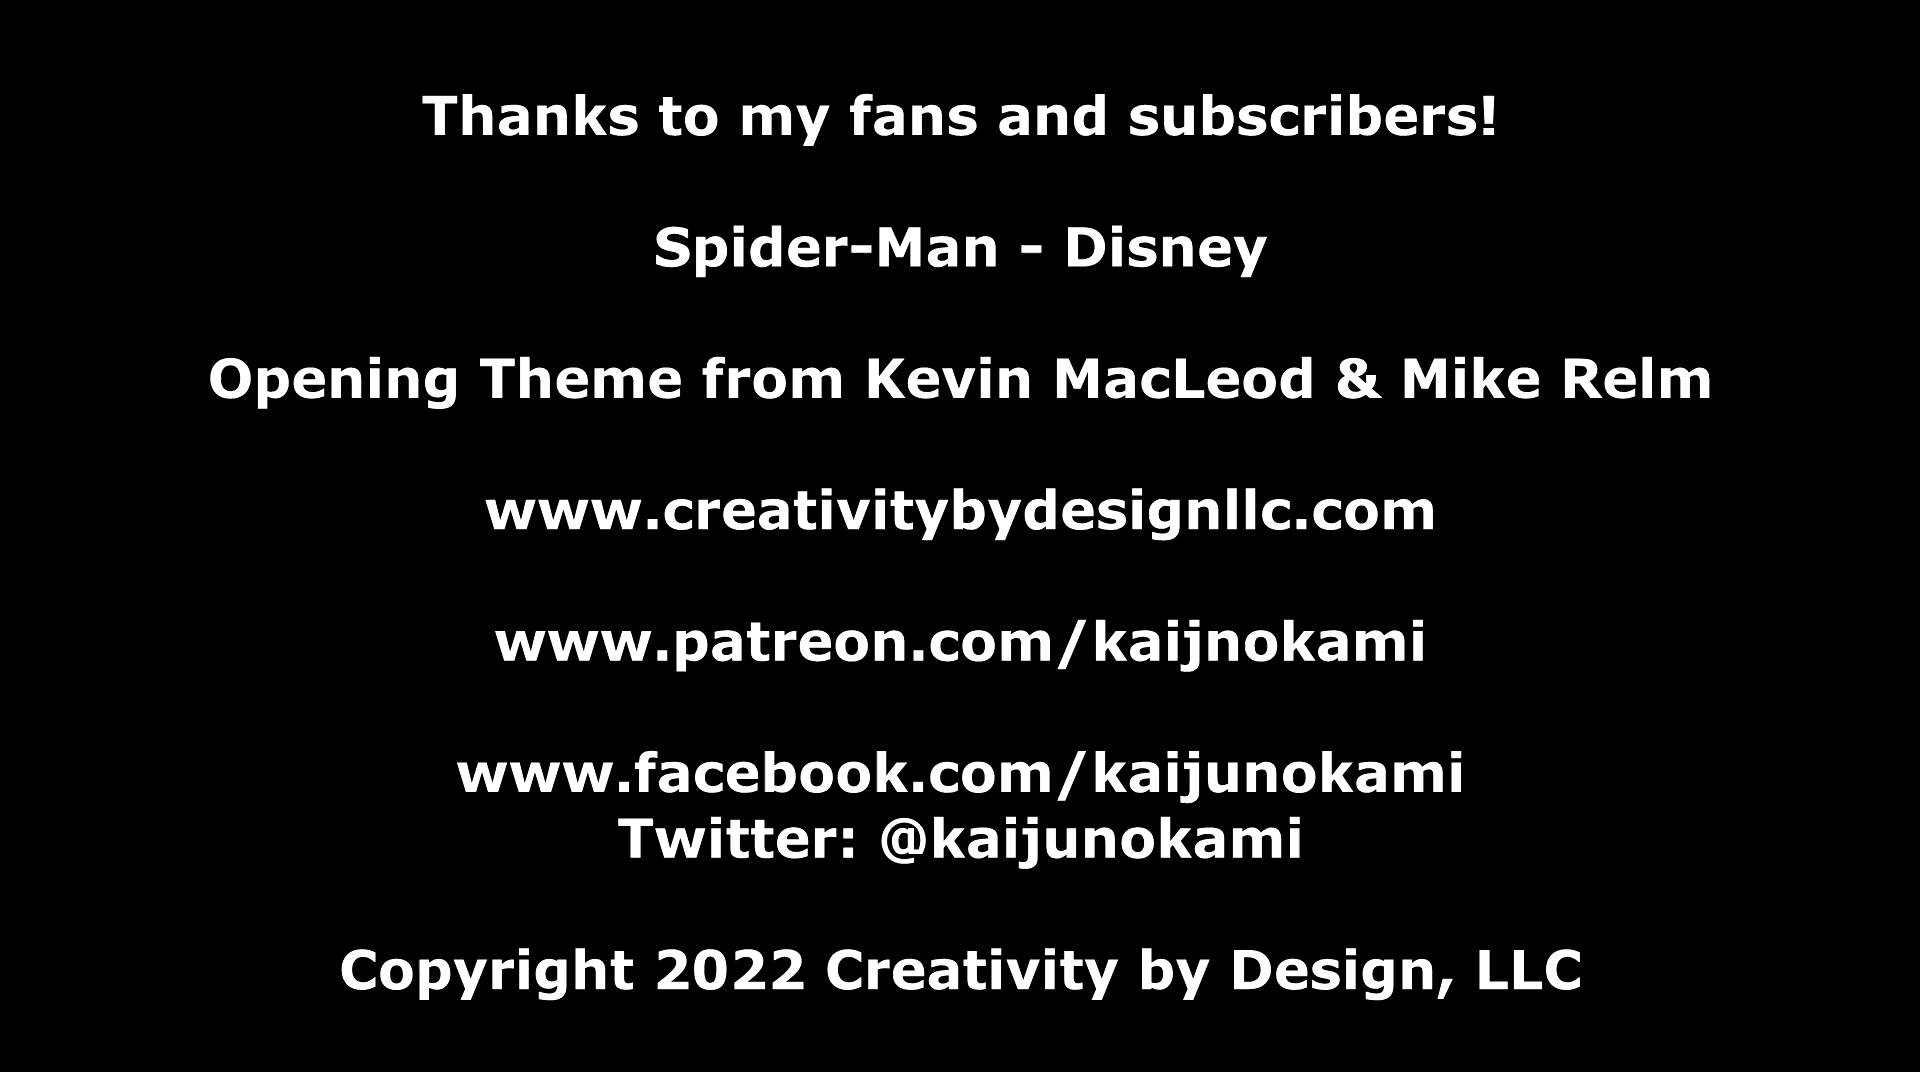 Thanks to my fans and subscribers!
Spider-Man - Disney
Opening Theme from Kevin MacLeod & Mike Relm
www.creativitybydesignllc.com
www.patreon.com/kaijnokami
www.facebook.com/kaijunokami
Twitter: @kaijunokami
Copyright 2022 Creativity by Design, LLC